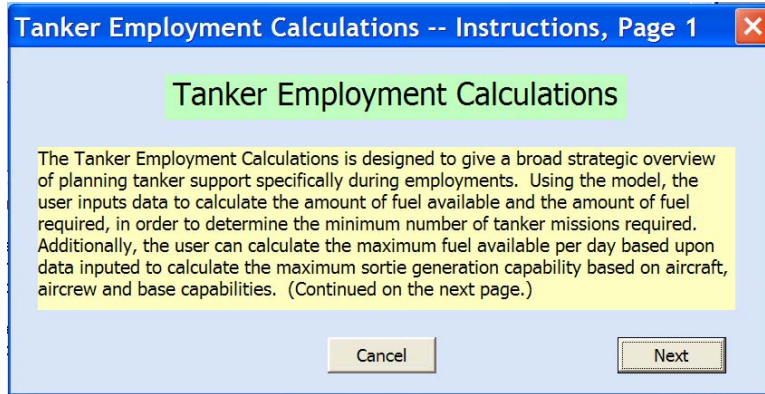 Tanker Employment Calculations -- Instructions, Page 1
Tanker Employment Calculations
The Tanker Employment Calculations is designed to give a broad strategic overview
of planning tanker support specifically during employments. Using the model, the
user inputs data to calculate the amount of fuel available and the amount of fuel
required, in order to determine the minimum number of tanker missions required.
Additionally, the user can calculate the maximum fuel available per day based upon
data inputed to calculate the maximum sortie generation capability based on aircraft,
aircrew and base capabilities. (Continued on the next page.)
Cancel
Next